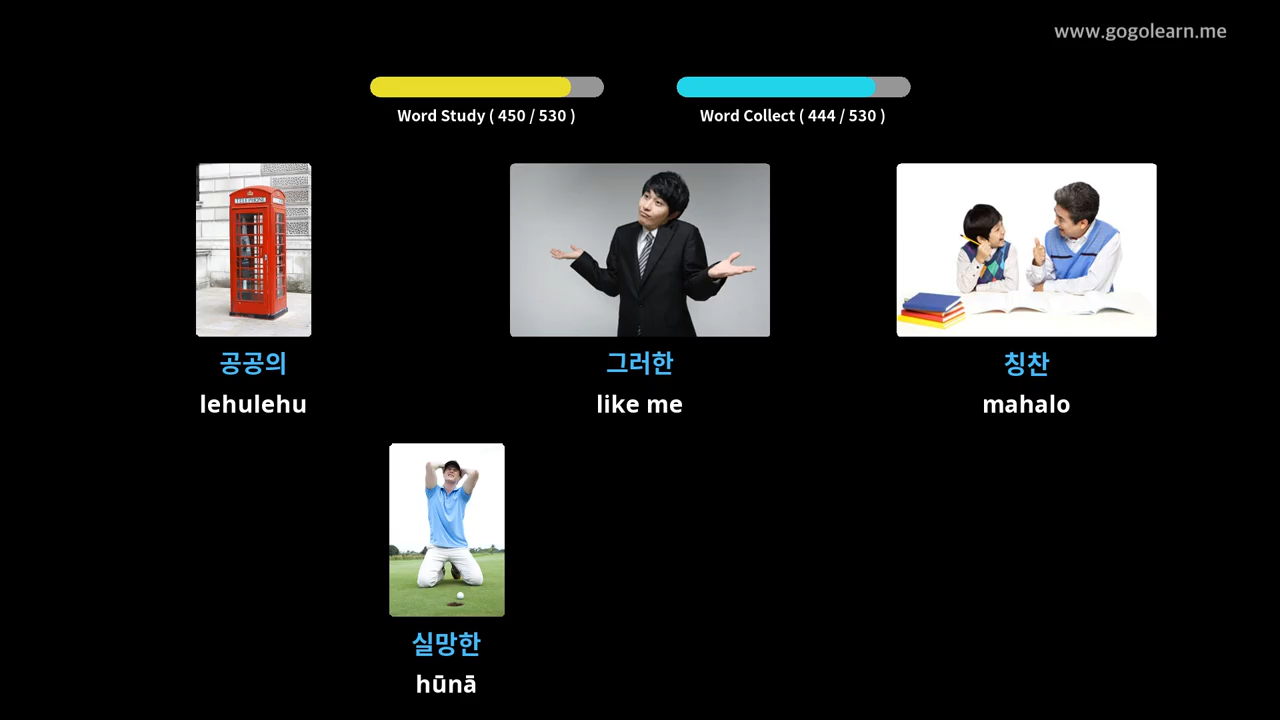 www.gogolearn.me
Word Study ( 450 / 530 )
Word Collect ( 444 / 530 )
TELEPHONE
공공의
그러한
칭찬
lehulehu
like me
mahalo
실망한
hūnā